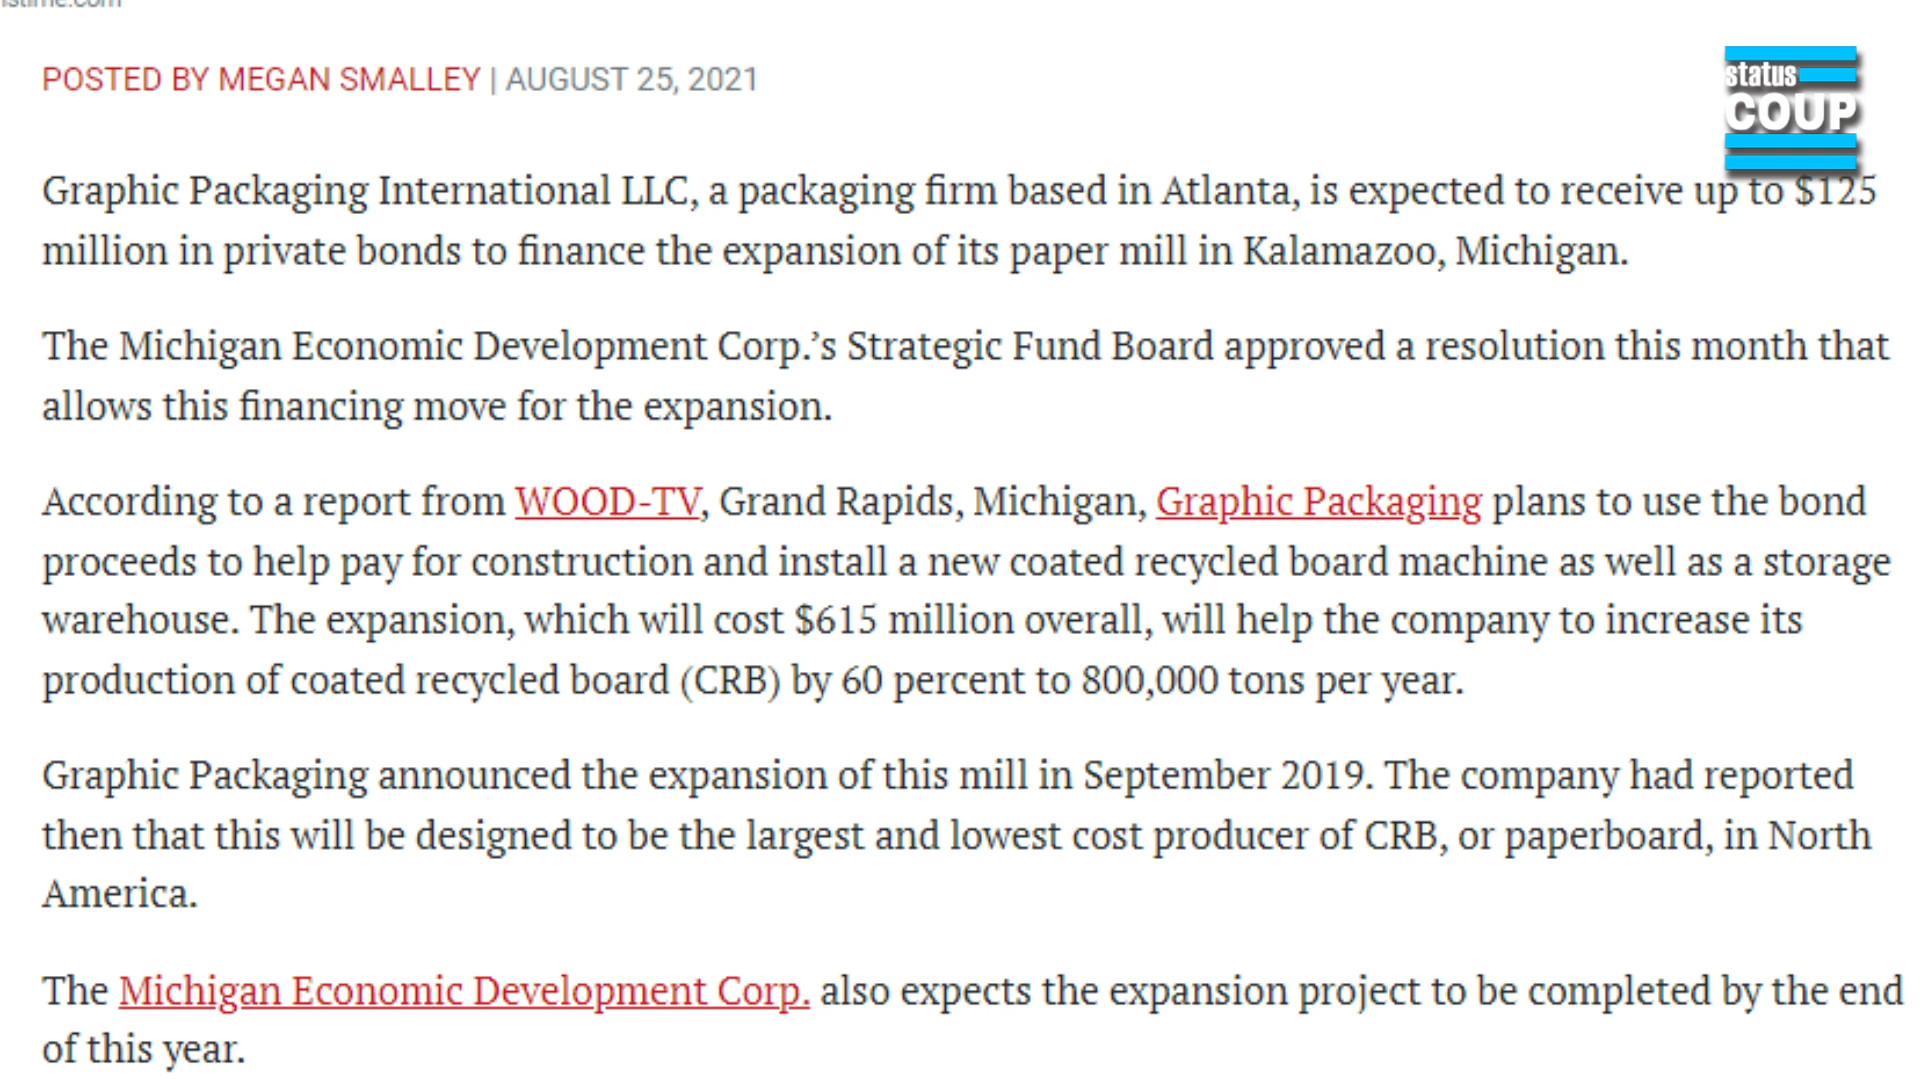 POSTED BY MEGAN SMALLEY | AUGUST 25, 2021
status
COUP
Graphic Packaging International LLC, a packaging firm based in Atlanta, is expected to receive up to $125
million in private bonds to finance the expansion of its paper mill in Kalamazoo, Michigan.
The Michigan Economic Development Corp.’s Strategic Fund Board approved a resolution this month that
allows this financing move for the expansion.
According to a report from WOOD-TV, Grand Rapids, Michigan, Graphic Packaging plans to use the bond
proceeds to help pay for construction and install a new coated recycled board machine as well as a storage
warehouse. The expansion, which will cost $615 million overall, will help the company to increase its
production of coated recycled board (CRB) by 60 percent to 800,000 tons per year.
Graphic Packaging announced the expansion of this mill in September 2019. The company had reported
then that this will be designed to be the largest and lowest cost producer of CRB, or paperboard, in North
America.
The Michigan Economic Development Corp. also expects the expansion project to be completed by the end
of this year.